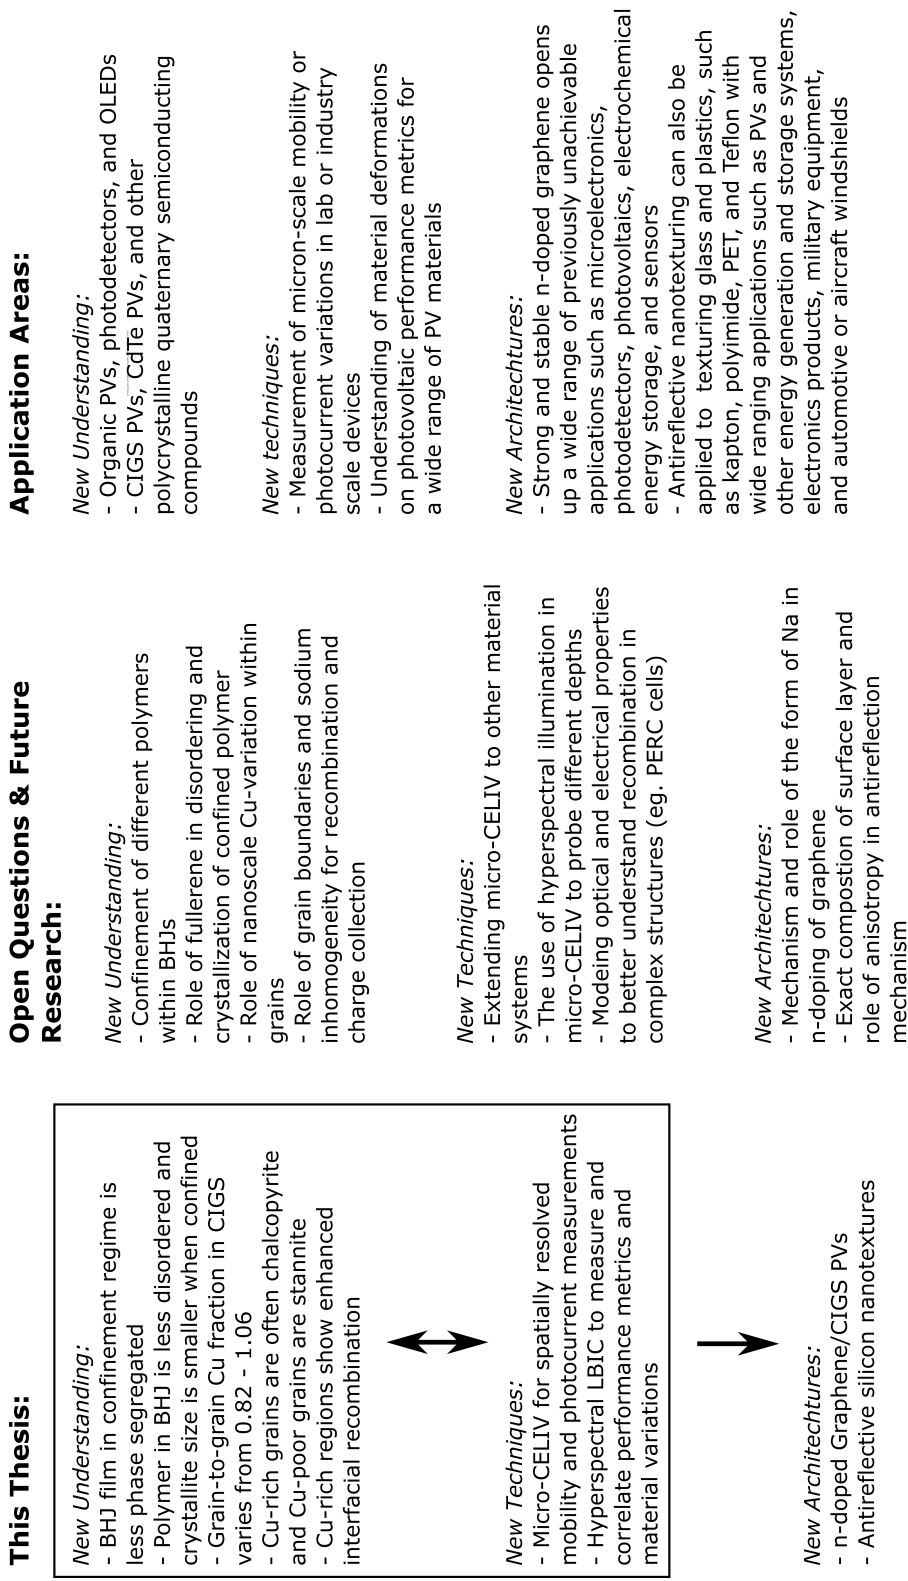 This Thesis:
New Understanding:
- BHJ film in confinement regime is
less phase segregated
- Polymer in BHJ is less disordered and
crystallite size is smaller when confined
- Grain-to-grain Cu fraction in CIGS
varies from 0.82 - 1.06
- Cu-rich grains are often chalcopyrite
and Cu-poor grains are stannite
- Cu-rich regions show enhanced
interfacial recombination
New Techniques:
- Micro-CELIV for spatially resolved
mobility and photocurrent measurements
- Hyperspectral LBIC to measure and
correlate performance metrics and
material variations
New Architechtures:
- n-doped Graphene/CIGS PVs
- Antireflective silicon nanotextures
Open Questions & Future
Research:
New Understanding:
- Confinement of different polymers
within BHJs
- Role of fullerene in disordering and
crystallization of confined polymer
- Role of nanoscale Cu-variation within
grains
- Role of grain boundaries and sodium
inhomogeneity for recombination and
charge collection
New Techniques:
- Extending micro-CELIV to other material
systems
- The use of hyperspectral illumination in
micro-CELIV to probe different depths
- Modeing optical and electrical properties
to better understand recombination in
complex structures (eg. PERC cells)
New Architechtures:
- Mechanism and role of the form of Na in
n-doping of graphene
- Exact compostion of surface layer and
role of anisotropy in antireflection
mechanism
Application Areas:
New Understanding:
- Organic PVs, photodetectors, and OLEDs
- CIGS PVs, CdTe PVs, and other
polycrystalline quaternary semiconducting
compounds
New techniques:
- Measurement of micron-scale mobility or
photocurrent variations in lab or industry
scale devices
- Understanding of material deformations
on photovoltaic performance metrics for
a wide range of PV materials
New Architechtures:
- Strong and stable n-doped graphene opens
up a wide range of previously unachievable
applications such as microelectronics,
photodetectors, photovoltaics, electrochemical
energy storage, and sensors
- Antireflective nanotexturing can also be
applied to texturing glass and plastics, such
as kapton, polyimide, PET, and Teflon with
wide ranging applications such as PVs and
other energy generation and storage systems,
electronics products, military equipment,
and automotive or aircraft windshields